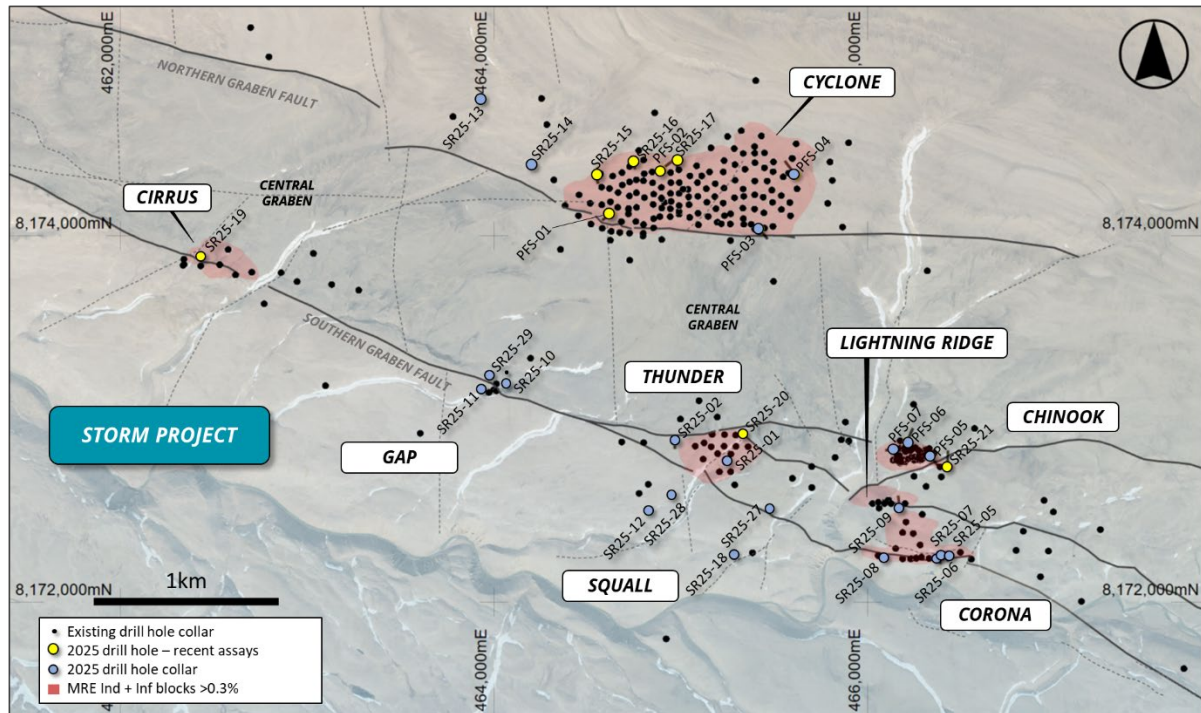 462,000mE
464,000mE
,000mE
NORTHERN GRABEN FAULT
CYCLONE
SR25-13
SR25-14
SR25-15
SR25-16
PFS-02
SR25-17
PFS-04
CENTRAL
GRABEN
CIRRUS
SR25-19
8,174,000mN
8,174,000mN
PFS-01
PFS-03
CENTRAL
GRABEN
SOUTHERN GRABEN FAULT
LIGHTNING RIDGE
SR25-29
SR25-10
SR25-11
THUNDER
SR25-02
SR25-20
SR25-01
PFS-07
PFS-06
PFS-05
SR25-21
CHINOOK
STORM PROJECT
GAP
SR25-12
SR25-28
SR25-27
SR25-18
SR25-09
SR25-07
SR25-05
SR25-08
SR25-06
SQUALL
CORONA
1km
8,172,000mN
8,172,000mN
Existing drill hole collar
2025 drill hole – recent assays
2025 drill hole collar
MRE Ind + Inf blocks >0.3%
464,000mE
466,000mE